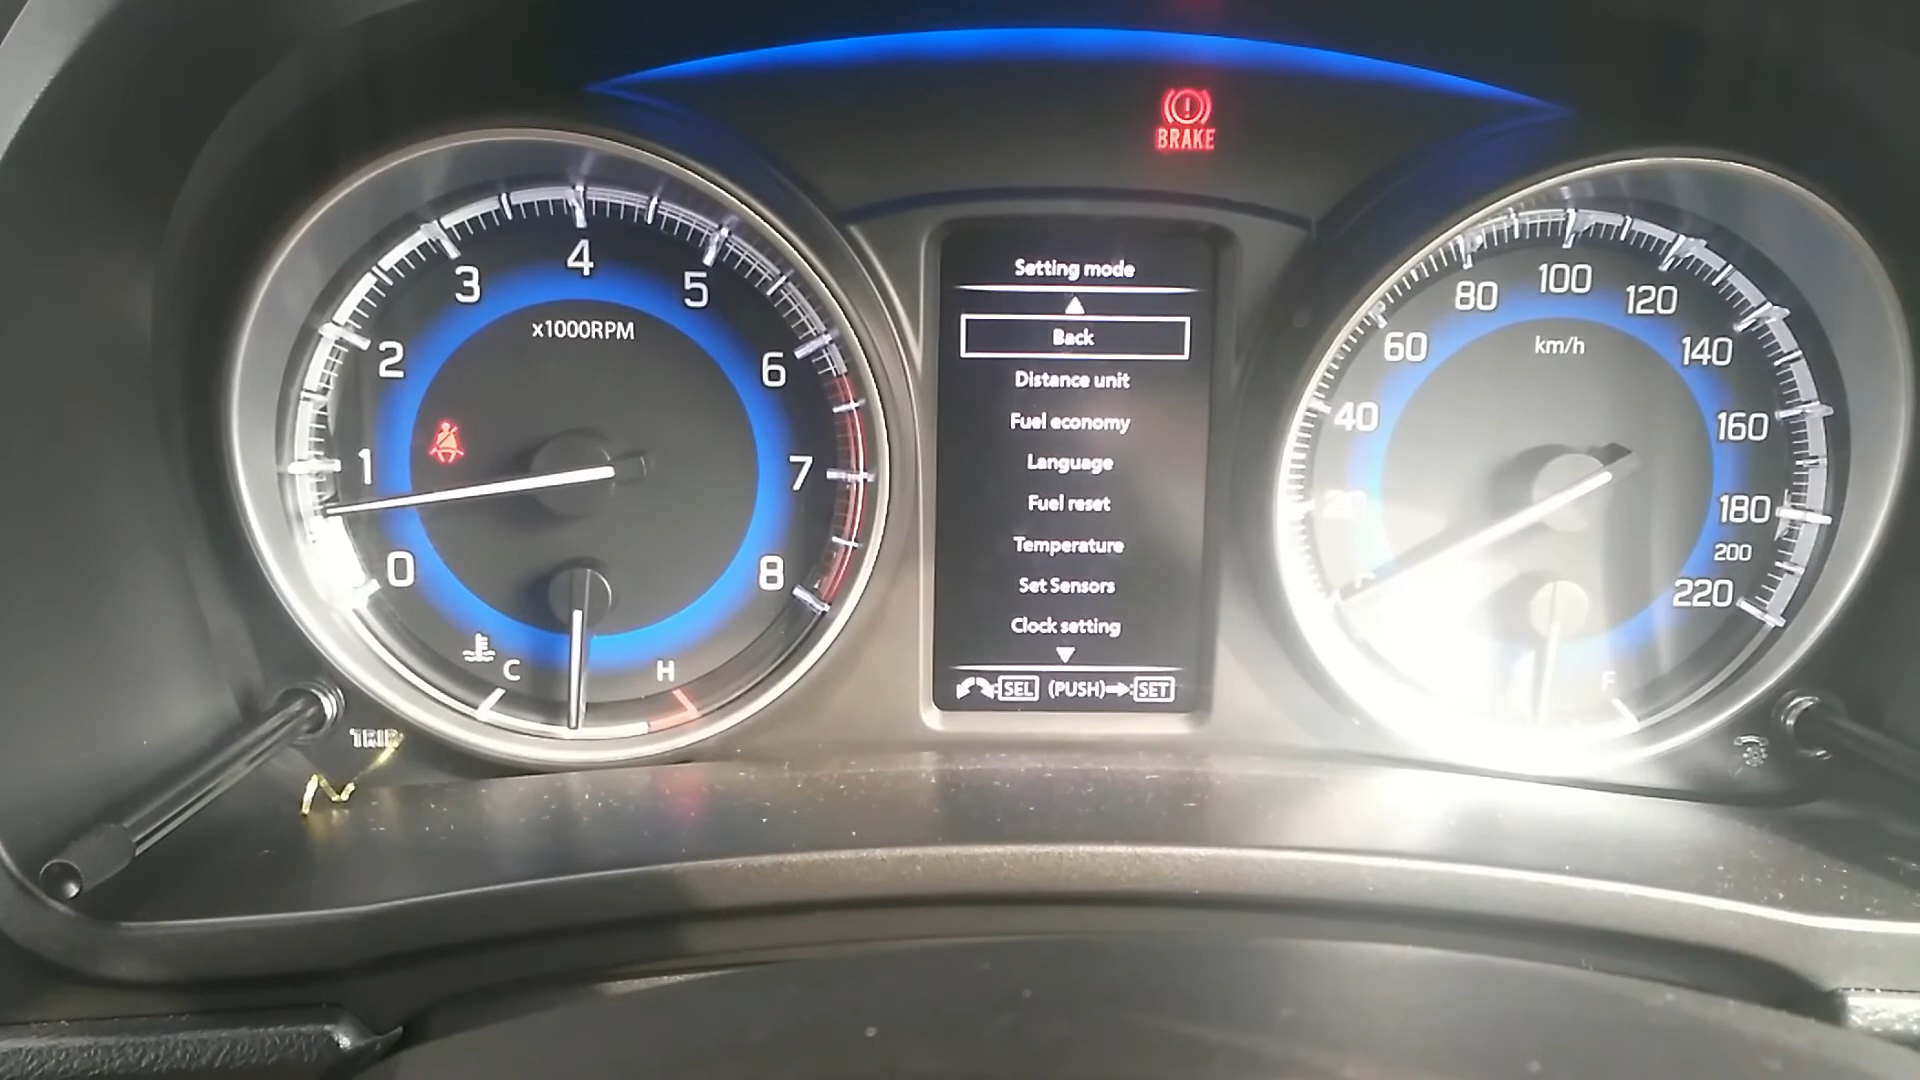 BRAKE
4
3
5
x1000RPM
2
6
1
7
0
8
C
H
TRIP
Setting mode
Back
Distance unit
Fuel economy
Language
Fuel reset
Temperature
Set Sensors
Clock setting
SEL (PUSH) SET
100
80
120
km/h
60
140
40
160
20
180
200
220
F